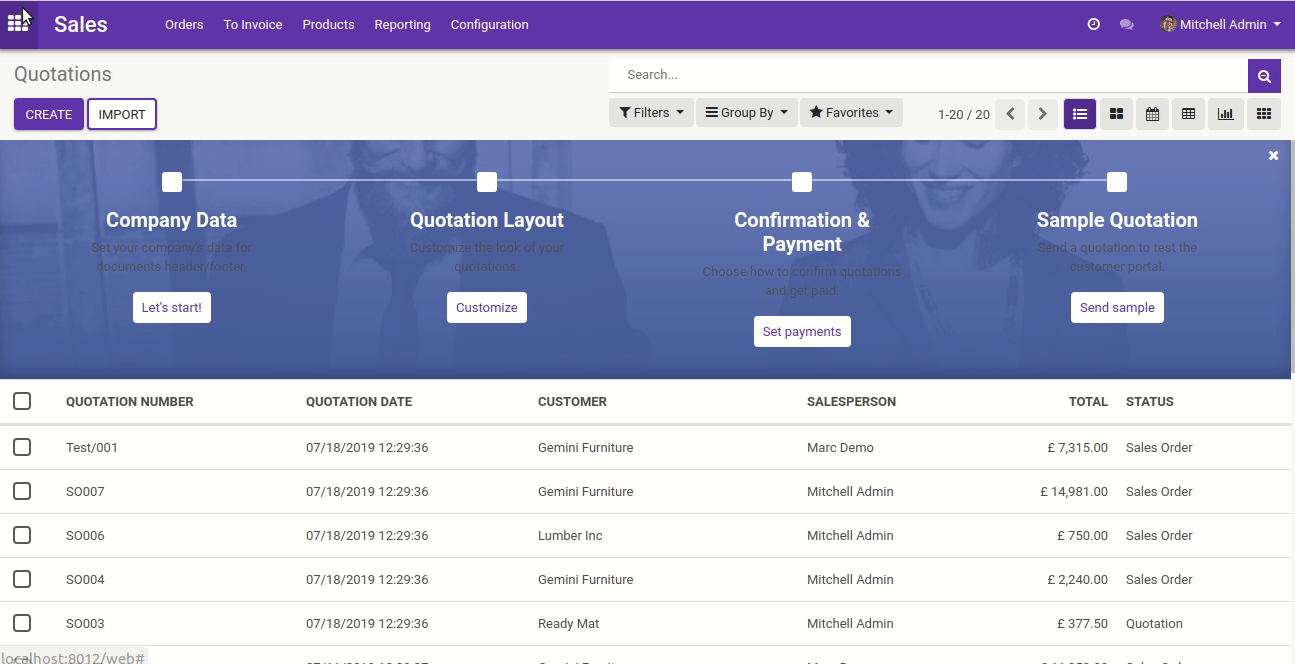 Sales Orders To Invoice Products Reporting Configuration Mitchell Admin
Quotations Search...
CREATE IMPORT Filters Group By Favorites 1-20 / 20
Company Data Quotation Layout Confirmation & Payment Sample Quotation
Set your company's data for documents header/footer.
Customize the look of your quotations.
Choose how to confirm quotations and get paid.
Send a quotation to test the customer portal.
Let's start! Customize Set payments Send sample
QUOTATION NUMBER QUOTATION DATE CUSTOMER SALESPERSON TOTAL STATUS
Test/001 07/18/2019 12:29:36 Gemini Furniture Marc Demo £ 7,315.00 Sales Order
SO007 07/18/2019 12:29:36 Gemini Furniture Mitchell Admin £ 14,981.00 Sales Order
SO006 07/18/2019 12:29:36 Lumber Inc Mitchell Admin £ 750.00 Sales Order
SO004 07/18/2019 12:29:36 Gemini Furniture Mitchell Admin £ 2,240.00 Sales Order
SO003 07/18/2019 12:29:36 Ready Mat Mitchell Admin £ 377.50 Quotation
localhost:8012/web#